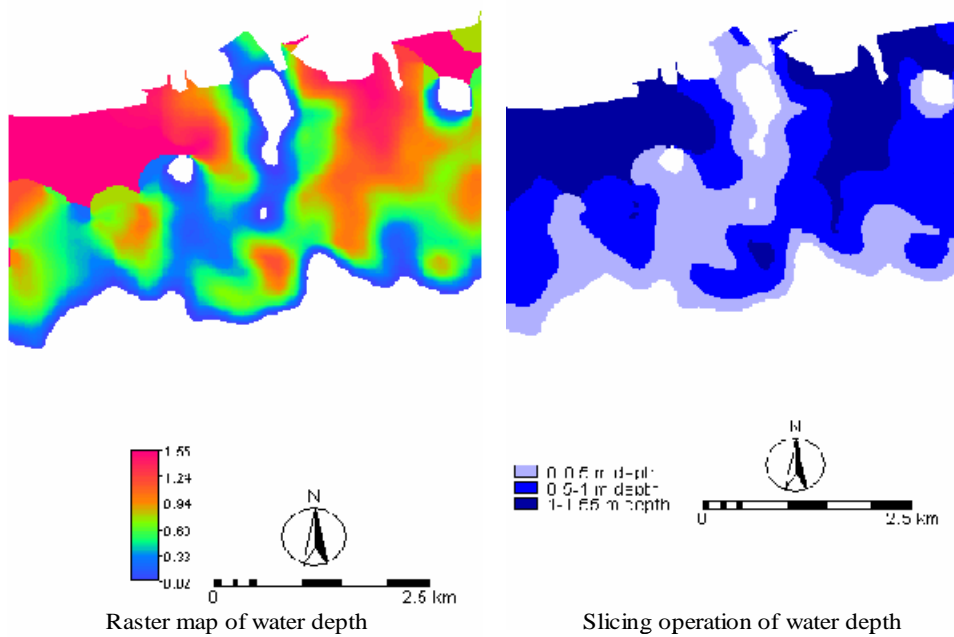 1.55
1.24
0.94
0.63
0.33
0.02
N
0 2.5 km
Raster map of water depth
N
0-0.5 m depth
0.5-1 m depth
1-1.55 m depth
0 2.5 km
Slicing operation of water depth